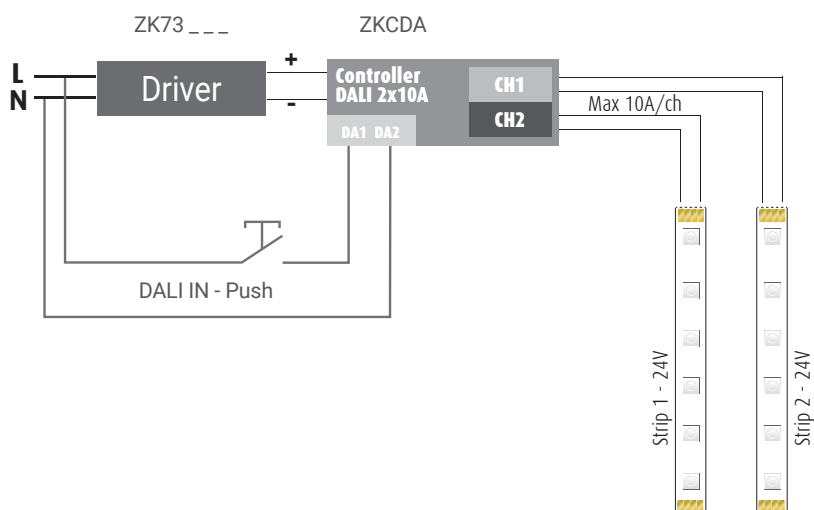 ZK73 _ _ _
ZKCDA
L
N
Driver
+
-
Controller
DALI 2x10A
DA1 DA2
CH1
CH2
Max 10A/ch
DALI IN - Push
Strip 1 - 24V
Strip 2 - 24V